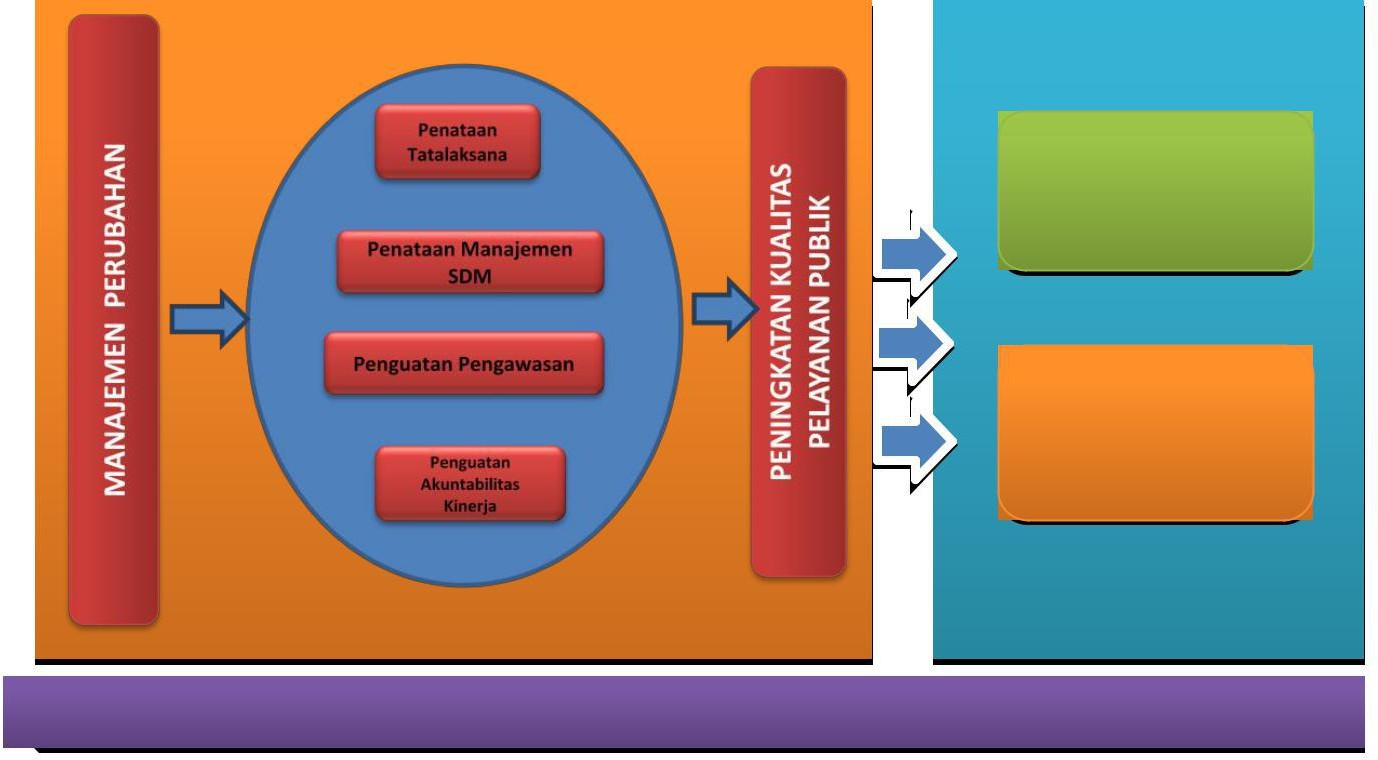 MANAJEMEN PERUBAHAN
Penataan
Tatalaksana
Penataan Manajemen
SDM
Penguatan Pengawasan
Penguatan
Akuntabilitas
Kinerja
PENINGKATAN KUALITAS
PELAYANAN PUBLIK